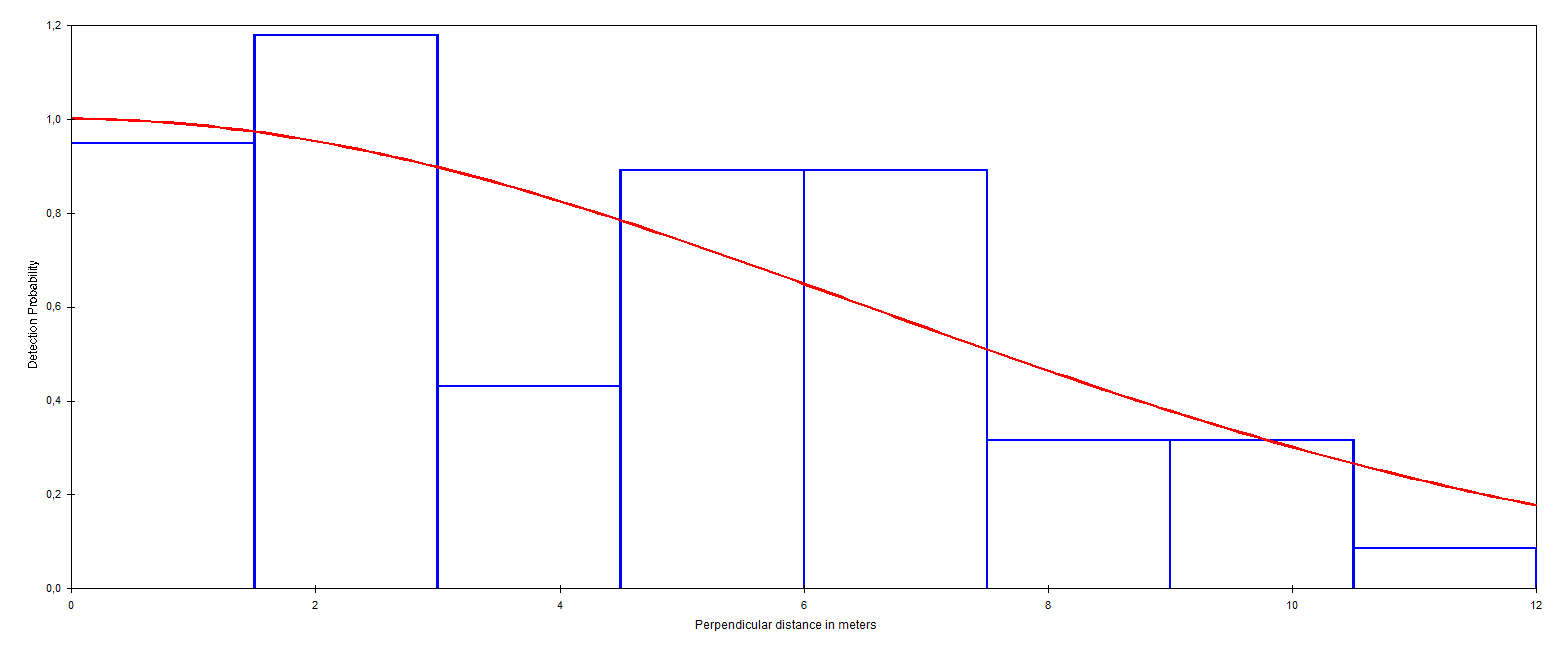 1,2
1,0
0,8
0,6
0,4
0,2
0,0
Detection Probability
0 2 4 6 8 10 12
Perpendicular distance in meters